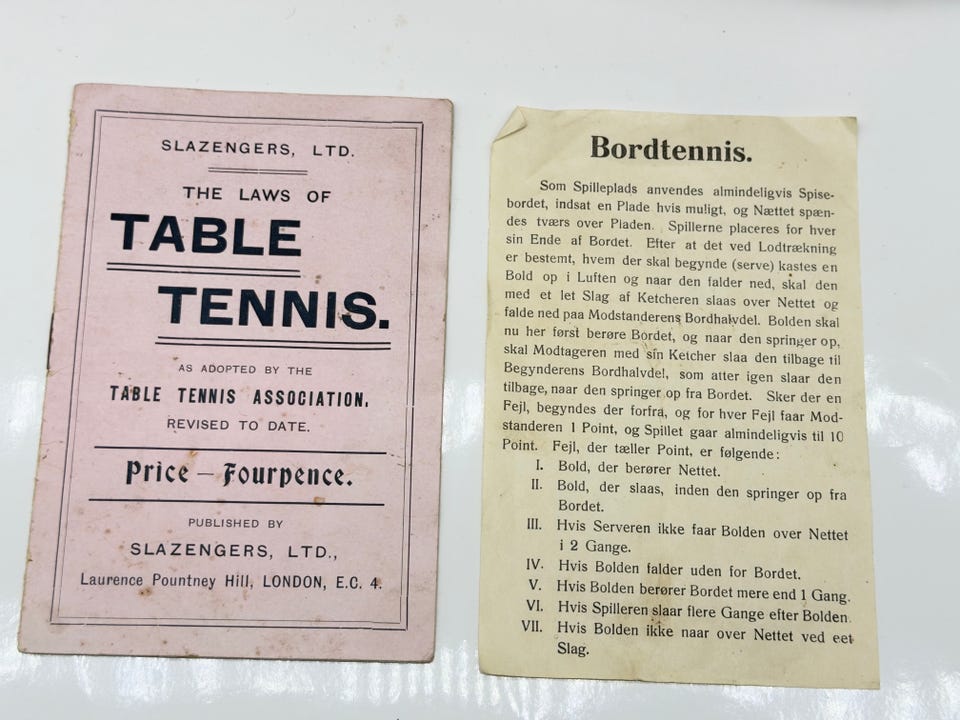 SLAZENGERS, LTD.
THE LAWS OF
TABLE
TENNIS.
AS ADOPTED BY THE
TABLE TENNIS ASSOCIATION,
REVISED TO DATE.
Price — Fourpence.
PUBLISHED BY
SLAZENGERS, LTD.,
Laurence Pountney Hill, LONDON, E.C. 4.
Bordtennis.
Som Spilleplads anvendes almindeligvis Spise-
bordet, indsat en Plade hvis muligt, og Nættet spæn-
des tværs over Pladen. Spillerne placeres for hver
sin Ende af Bordet. Efter at det ved Lodtrækning
er bestemt, hvem der skal begynde (serve) kastes en
Bold op i Luften og naar den falder ned, skal den
med et let Slag af Ketcheren slaas over Nettet og
falde ned paa Modstanderens Bordhalvdel. Bolden skal
nu her først berøre Bordet, og naar den springer op,
skal Modtageren med sin Ketcher slaa den tilbage til
Begynderens Bordhalvdel, som atter igen slaar den
tilbage, naar den springer op fra Bordet. Sker der en
Fejl, begyndes der forfra, og for hver Fejl faar Mod-
standeren 1 Point, og Spillet gaar almindeligvis til 10
Point. Fejl, der tæller Point, er følgende:
I. Bold, der berører Nettet.
II. Bold, der slaas, inden den springer op fra
Bordet.
III. Hvis Serveren ikke faar Bolden over Nettet
i 2 Gange.
IV. Hvis Bolden falder uden for Bordet.
V. Hvis Bolden berører Bordet mere end 1 Gang.
VI. Hvis Spilleren slaar flere Gange efter Bolden.
VII. Hvis Bolden ikke naar over Nettet ved eet
Slag.